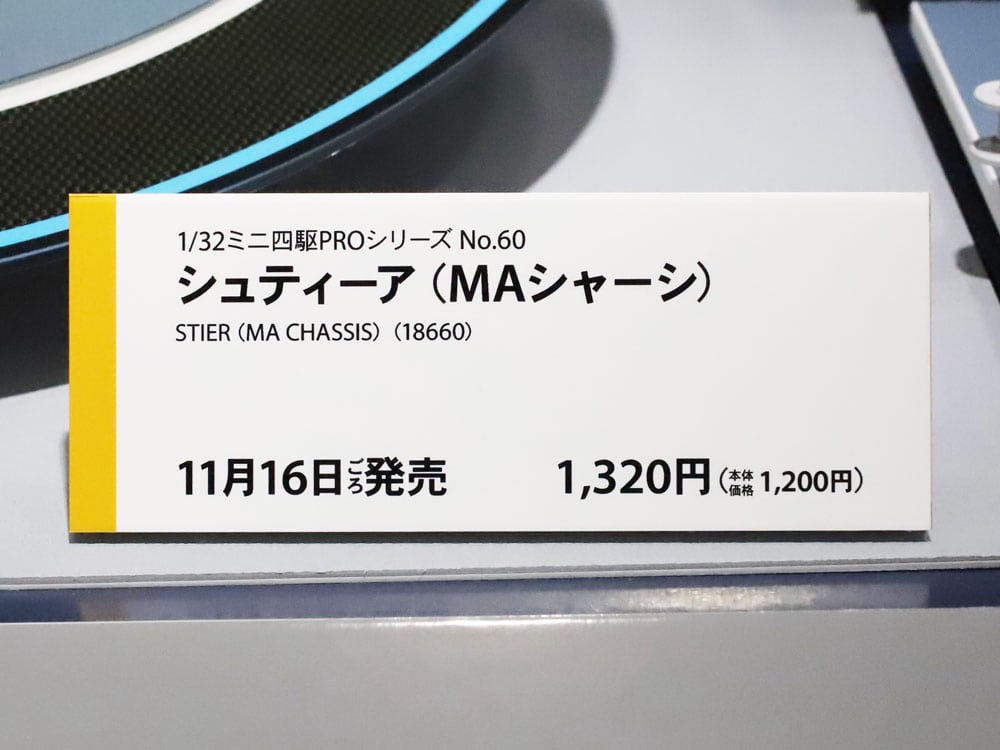 1/32ミニ四駆PROシリーズ No.60
シュティーア（MAシャーシ）
STIER（MA CHASSIS）（18660）
11月16日ごろ発売 1,320円（本体価格 1,200円）